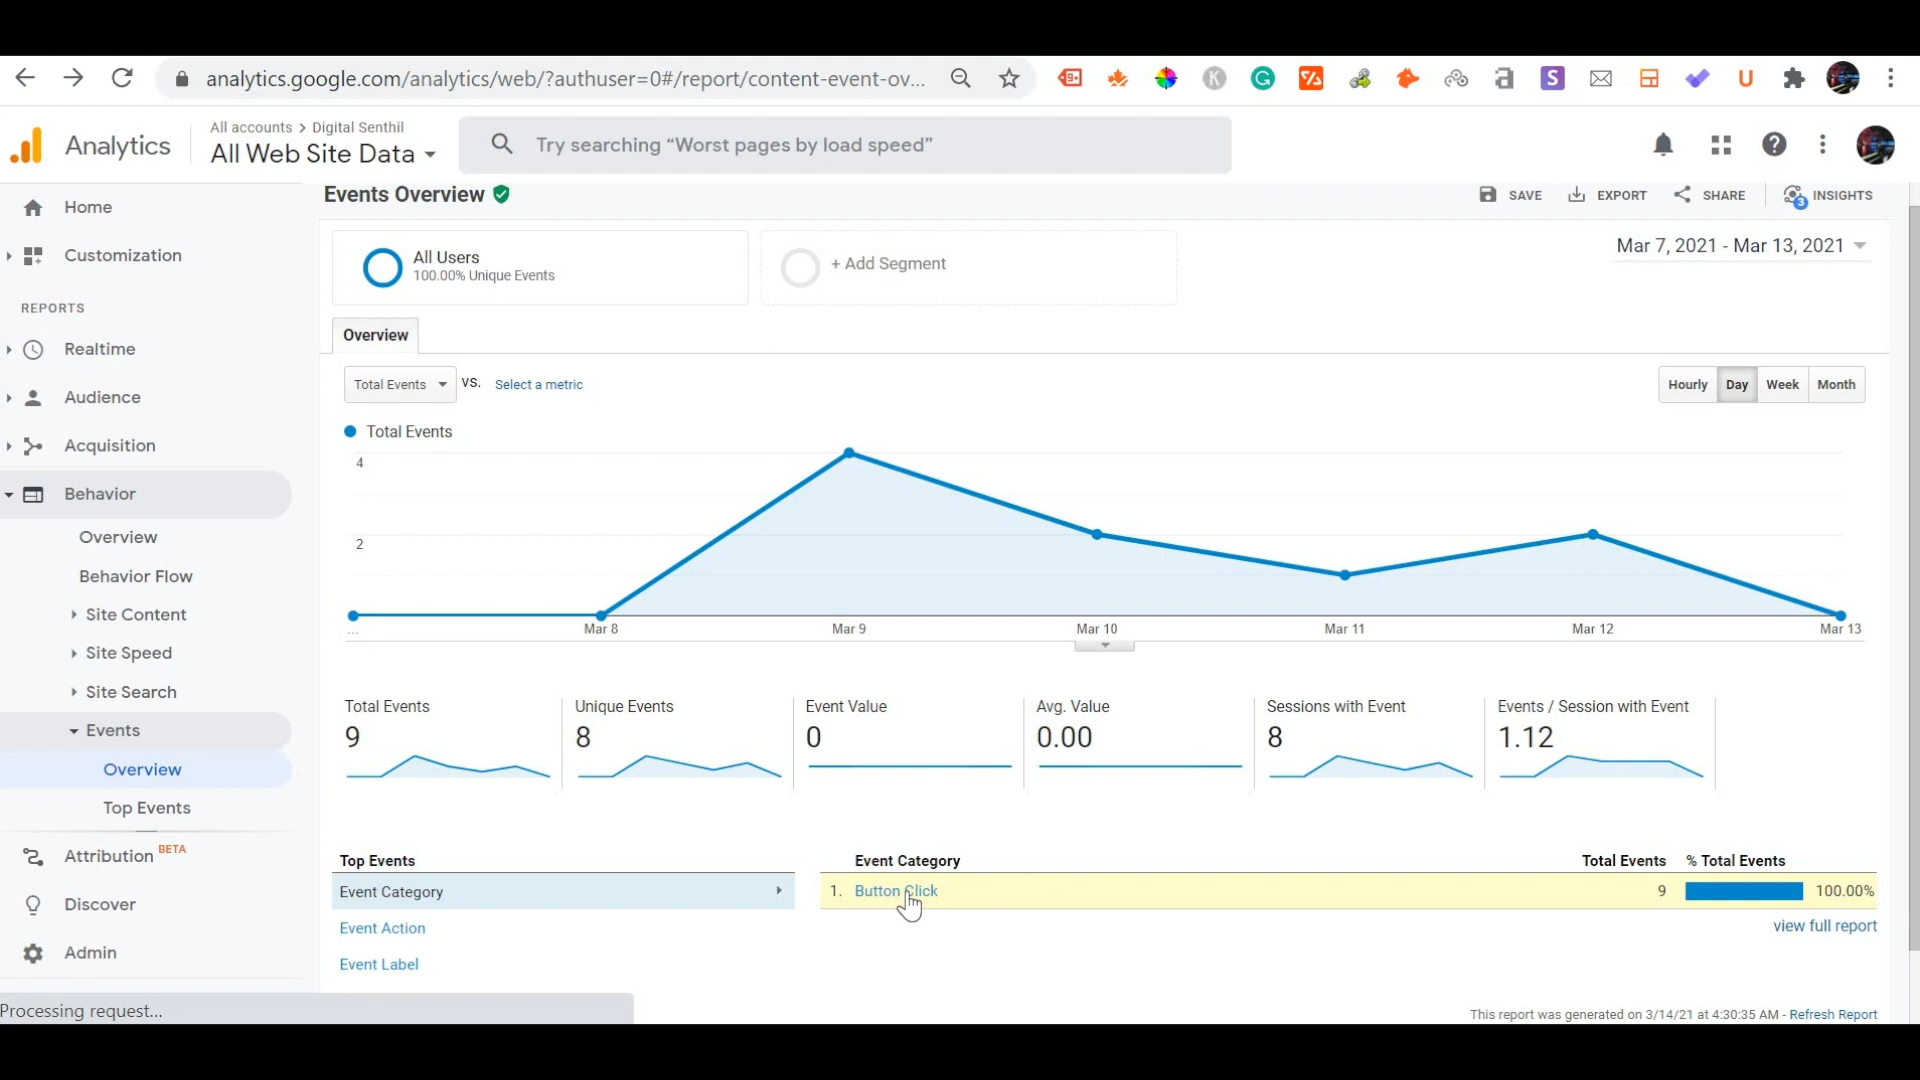 analytics.google.com/analytics/web/?authuser=0#/report/content-event-ov...
9+
K
G
a
S
U
Analytics
All accounts > Digital Senthil
All Web Site Data
Try searching “Worst pages by load speed”
Home
Customization
REPORTS
Realtime
Audience
Acquisition
Behavior
Overview
Behavior Flow
Site Content
Site Speed
Site Search
Events
Overview
Top Events
Attribution BETA
Discover
Admin
Processing request...
Events Overview
SAVE
EXPORT
SHARE
3
INSIGHTS
All Users
100.00% Unique Events
+ Add Segment
Mar 7, 2021 - Mar 13, 2021
Overview
Total Events
VS.
Select a metric
Hourly
Day
Week
Month
Total Events
4
2
...
Mar 8
Mar 9
Mar 10
Mar 11
Mar 12
Mar 13
Total Events
9
Unique Events
8
Event Value
0
Avg. Value
0.00
Sessions with Event
8
Events / Session with Event
1.12
Top Events
Event Category
Event Action
Event Label
Event Category
Total Events
% Total Events
1. Button Click
9
100.00%
view full report
This report was generated on 3/14/21 at 4:30:35 AM - Refresh Report